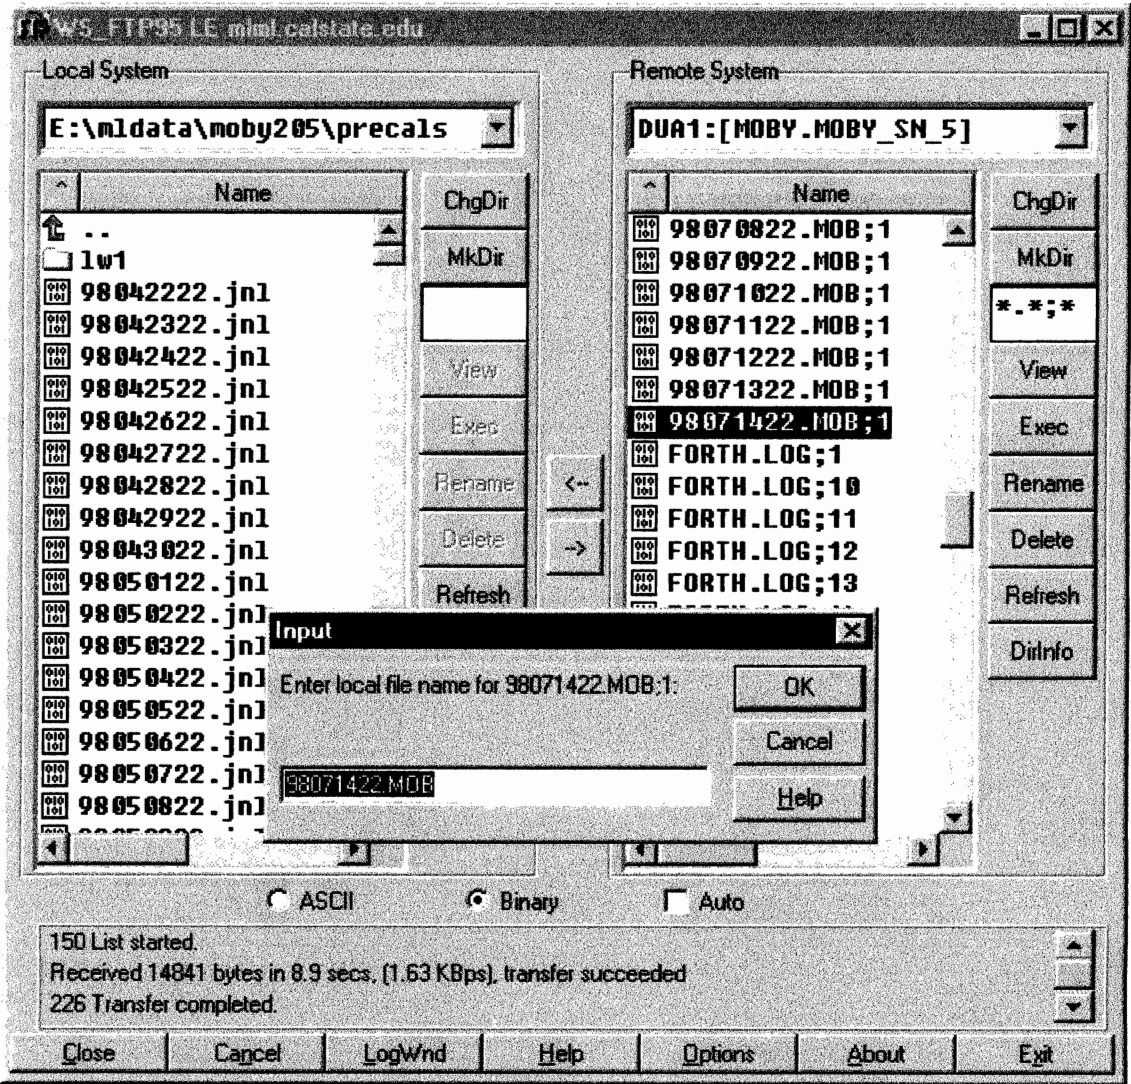 WS_FTP95 LE miml.calstate.edu
Local System
E:\mldata\moby205\precals
^ Name
..
lw1
98042222.jnl
98042322.jnl
98042422.jnl
98042522.jnl
98042622.jnl
98042722.jnl
98042822.jnl
98042922.jnl
98043022.jnl
98050122.jnl
98050222.jnl
98050322.jnl
98050422.jnl
98050522.jnl
98050622.jnl
98050722.jnl
98050822.jnl
ChgDir
MkDir
View
Exec
Rename
Delete
Refresh
<--
-->
Remote System
DUA1:[MOBY.MOBY_SN_5]
^ Name
98070822.MOB;1
98070922.MOB;1
98071022.MOB;1
98071122.MOB;1
98071222.MOB;1
98071322.MOB;1
98071422.MOB;1
FORTH.LOG;1
FORTH.LOG;10
FORTH.LOG;11
FORTH.LOG;12
FORTH.LOG;13
ChgDir
MkDir
*.*;*
View
Exec
Rename
Delete
Refresh
DirInfo
Input
Enter local file name for 98071422.MOB;1:
98071422.MOB
OK
Cancel
Help
ASCII Binary Auto
150 List started.
Received 14841 bytes in 8.9 secs, (1.63 KBps), transfer succeeded
226 Transfer completed.
Close Cancel LogWnd Help Options About Exit